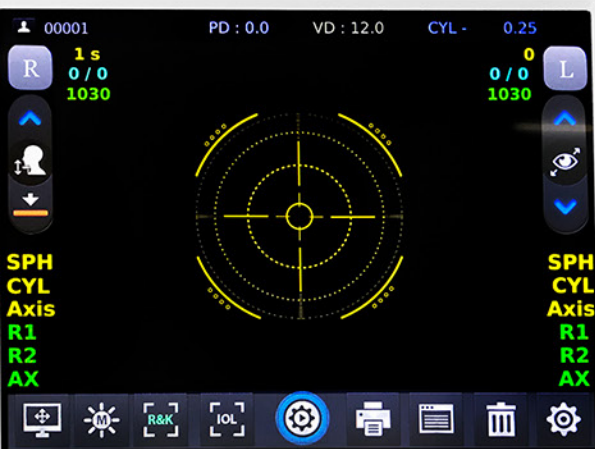 00001 PD : 0.0 VD : 12.0 CYL - 0.25
R 1 s 0 L
0 / 0 0 / 0
1030 1030
SPH SPH
CYL CYL
Axis Axis
R1 R1
R2 R2
AX AX
M R&K IOL